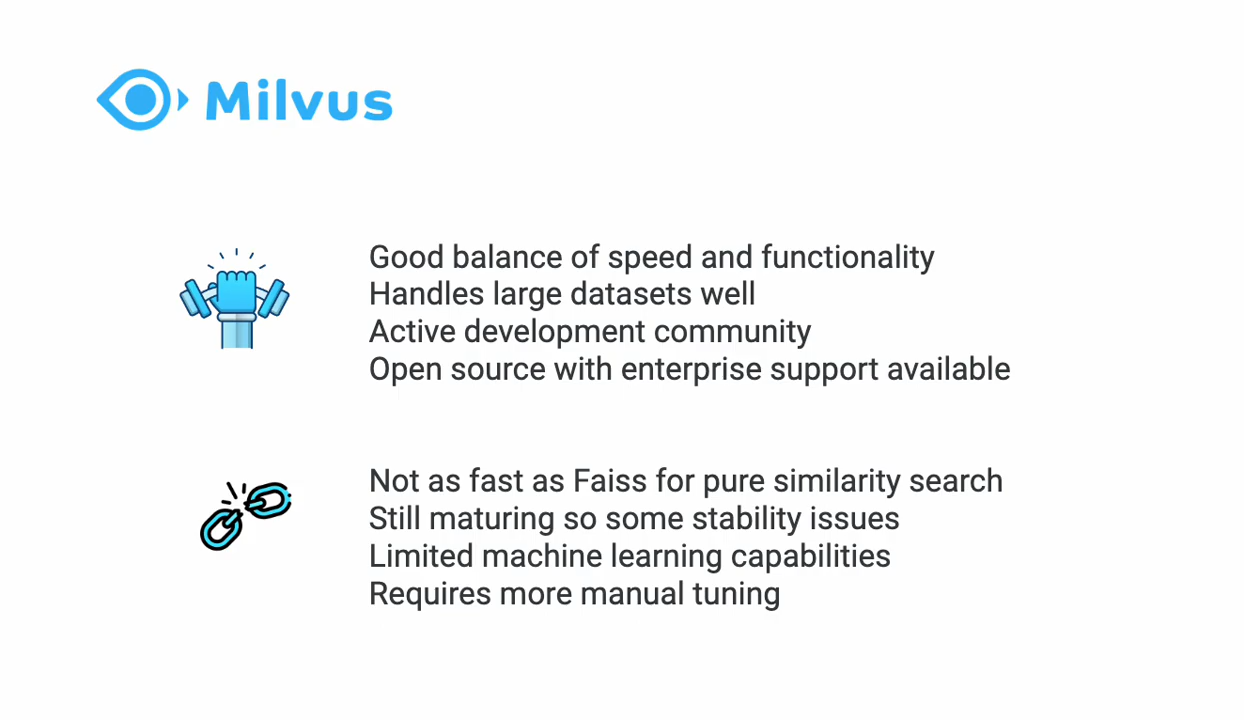 Milvus
Good balance of speed and functionality
Handles large datasets well
Active development community
Open source with enterprise support available
Not as fast as Faiss for pure similarity search
Still maturing so some stability issues
Limited machine learning capabilities
Requires more manual tuning